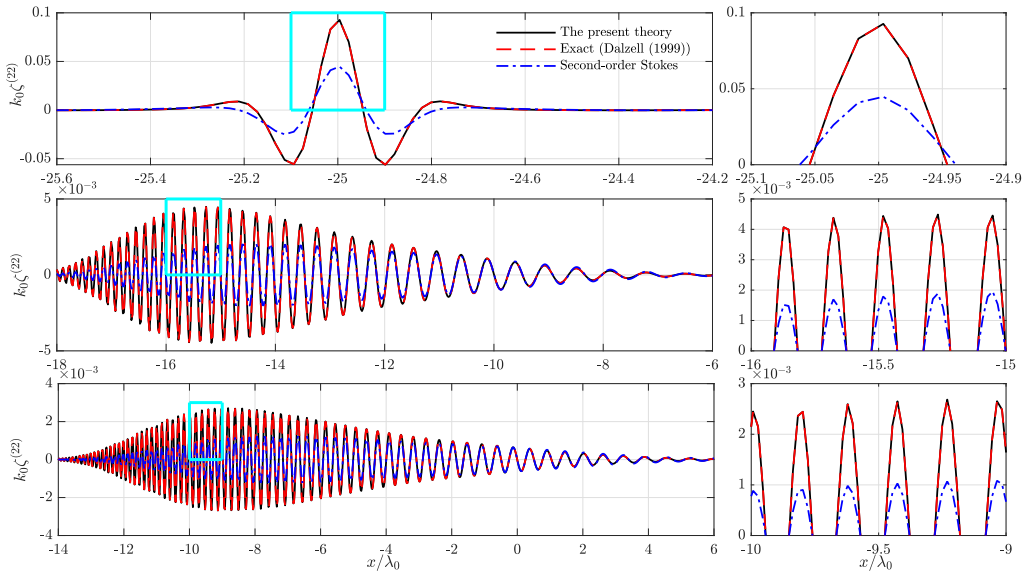 0.1
0.05
0
-0.05
k₀ζ⁽²²⁾
The present theory
Exact (Dalzell (1999))
Second-order Stokes
-25.6 -25.4 -25.2 -25 -24.8 -24.6 -24.4 -24.2
0.1
0.05
0
-25.1 -25.05 -25 -24.95 -24.9
×10⁻³
5
0
-5
k₀ζ⁽²²⁾
-18 -16 -14 -12 -10 -8 -6
×10⁻³
5
4
3
2
1
0
-16 -15.5 -15
×10⁻³
4
2
0
-2
-4
k₀ζ⁽²²⁾
-14 -12 -10 -8 -6 -4 -2 0 2 4 6
x/λ₀
×10⁻³
3
2
1
0
-10 -9.5 -9
x/λ₀